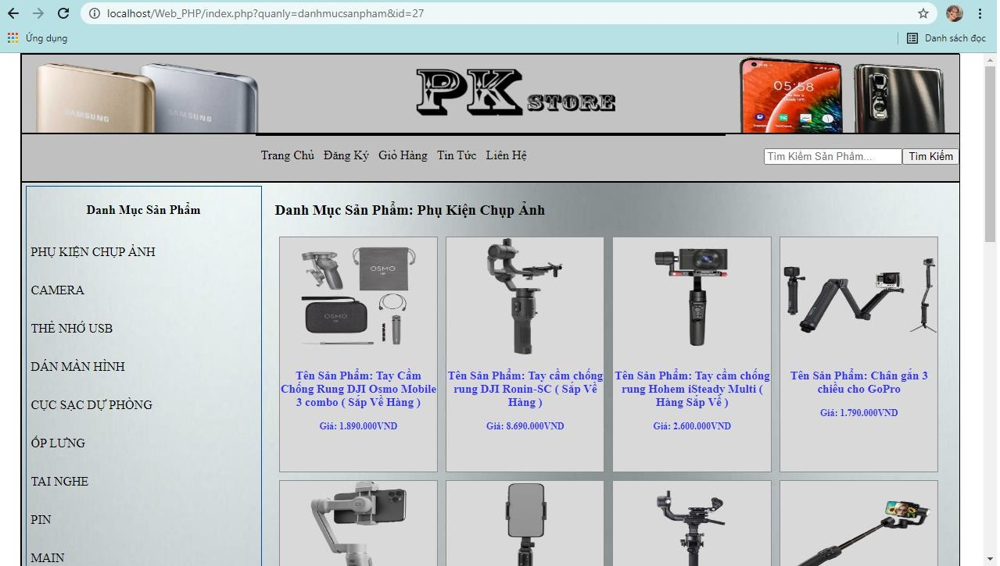 localhost/Web_PHP/index.php?quanly=danhmucsanpham&id=27
Ứng dụng
Danh sách đọc
SAMSUNG SAMSUNG
PK STORE
05:58
Trang Chủ Đăng Ký Giỏ Hàng Tin Tức Liên Hệ
Tìm Kiếm Sản Phẩm... Tìm Kiếm
Danh Mục Sản Phẩm
PHỤ KIỆN CHỤP ẢNH
CAMERA
THẺ NHỚ USB
DÁN MÀN HÌNH
CỤC SẠC DỰ PHÒNG
ỐP LƯNG
TAI NGHE
PIN
MAIN
Danh Mục Sản Phẩm: Phụ Kiện Chụp Ảnh
OSMO
OSMO
Tên Sản Phẩm: Tay Cầm
Chống Rung DJI Osmo Mobile
3 combo ( Sắp Về Hàng )
Giá: 1.890.000VND
Tên Sản Phẩm: Tay cầm chống
rung DJI Ronin-SC ( Sắp Về
Hàng )
Giá: 8.690.000VND
Tên Sản Phẩm: Tay cầm chống
rung Hohem iSteady Multi (
Hàng Sắp Về )
Giá: 2.600.000VND
Tên Sản Phẩm: Chân gắn 3
chiều cho GoPro
Giá: 1.790.000VND